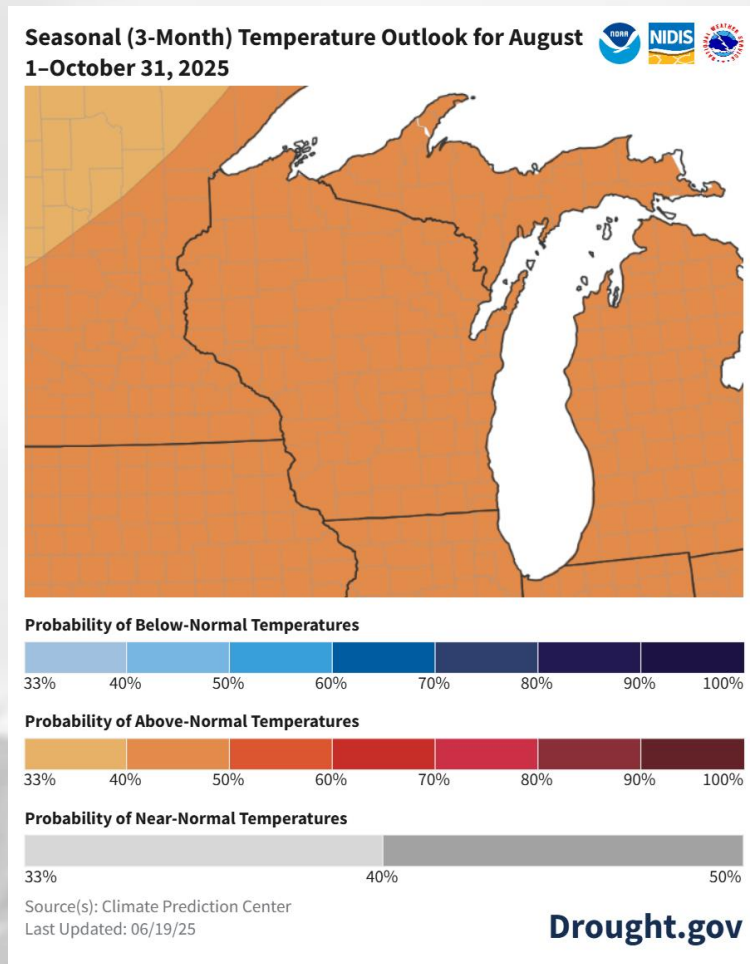 Seasonal (3-Month) Temperature Outlook for August
1–October 31, 2025
NOAA
NIDIS
Probability of Below-Normal Temperatures
33% 40% 50% 60% 70% 80% 90% 100%
Probability of Above-Normal Temperatures
33% 40% 50% 60% 70% 80% 90% 100%
Probability of Near-Normal Temperatures
33% 40% 50%
Source(s): Climate Prediction Center
Last Updated: 06/19/25
Drought.gov